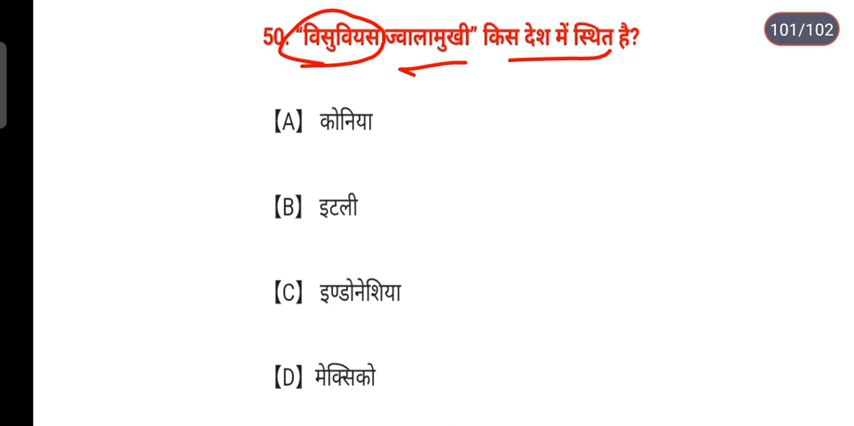 50. “विसुवियस ज्वालामुखी” किस देश में स्थित है?
101/102
【A】 कोनिया
【B】 इटली
【C】 इण्डोनेशिया
【D】 मेक्सिको